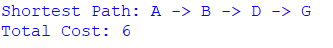 Shortest Path: A -> B -> D -> G
Total Cost: 6